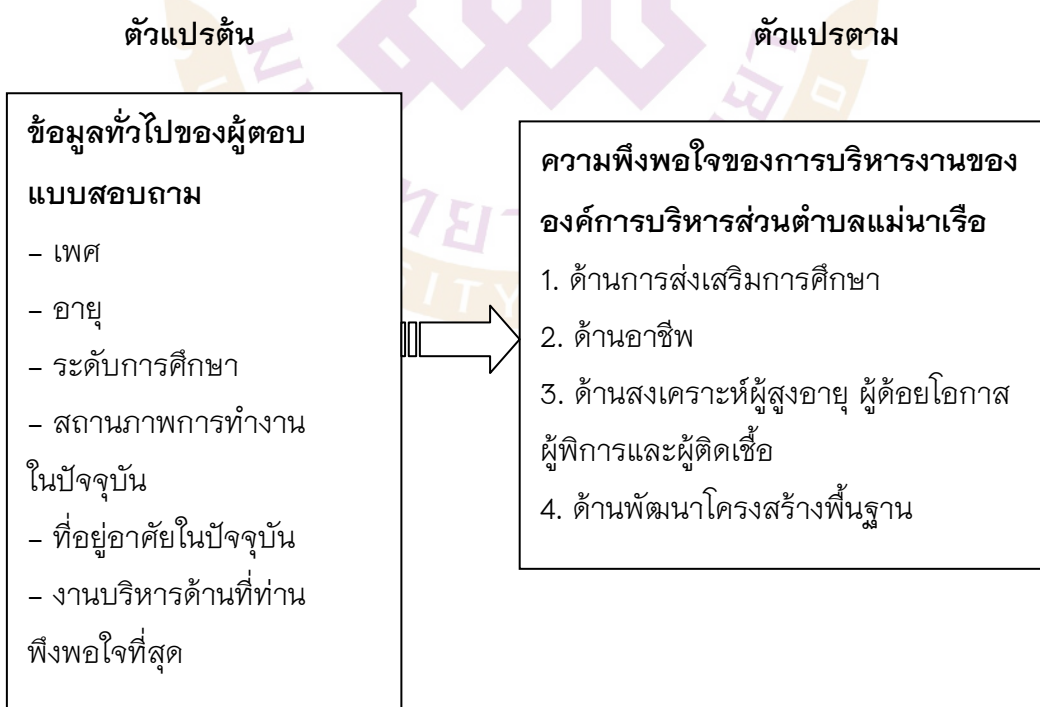 ตัวแปรต้น
ตัวแปรตาม
ข้อมูลทั่วไปของผู้ตอบ
แบบสอบถาม
– เพศ
– อายุ
– ระดับการศึกษา
– สถานภาพการทำงาน
ในปัจจุบัน
– ที่อยู่อาศัยในปัจจุบัน
– งานบริหารด้านที่ท่าน
พึงพอใจที่สุด
ความพึงพอใจของการบริหารงานของ
องค์การบริหารส่วนตำบลแม่นาเรือ
1. ด้านการส่งเสริมการศึกษา
2. ด้านอาชีพ
3. ด้านสงเคราะห์ผู้สูงอายุ ผู้ด้อยโอกาส
ผู้พิการและผู้ติดเชื้อ
4. ด้านพัฒนาโครงสร้างพื้นฐาน